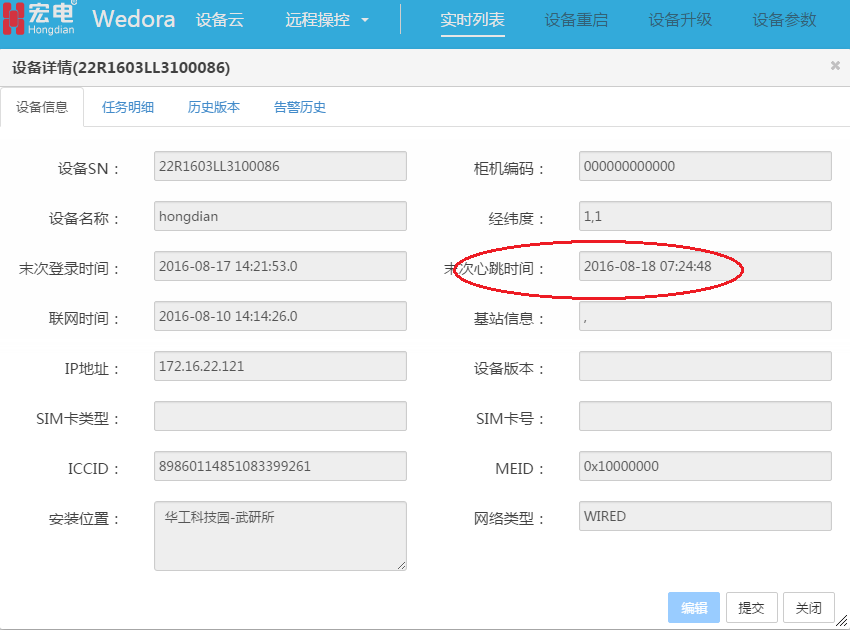 宏电® Wedora 设备云 远程操控 实时列表 设备重启 设备升级 设备参数
Hongdian
设备详情(22R1603LL3100086) ×
设备信息 任务明细 历史版本 告警历史
设备SN： 22R1603LL3100086 柜机编码： 000000000000
设备名称： hongdian 经纬度： 1,1
末次登录时间： 2016-08-17 14:21:53.0 末次心跳时间： 2016-08-18 07:24:48
联网时间： 2016-08-10 14:14:26.0 基站信息： ,
IP地址： 172.16.22.121 设备版本：
SIM卡类型： SIM卡号：
ICCID： 89860114851083399261 MEID： 0x10000000
安装位置： 华工科技园-武研所 网络类型： WIRED
编辑 提交 关闭